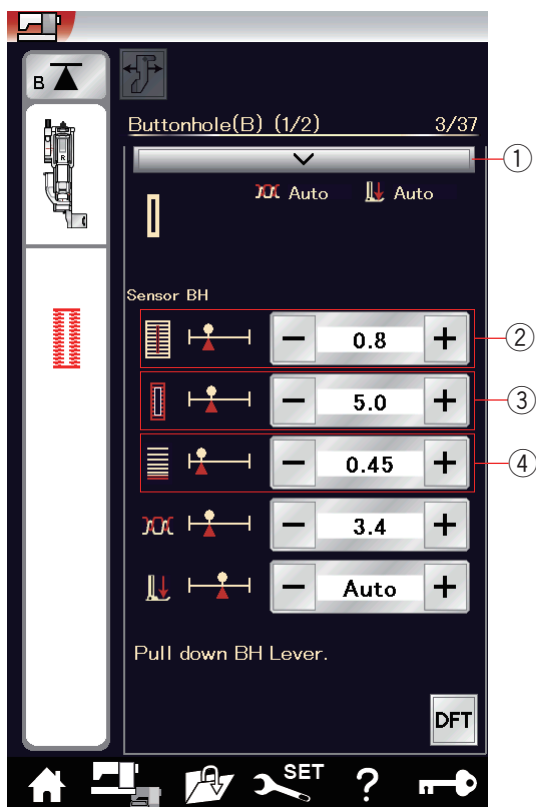 B
R
Buttonhole(B) (1/2) 3/37
①
Auto Auto
Sensor BH
− 0.8 + ②
− 5.0 + ③
− 0.45 + ④
− 3.4 +
− Auto +
Pull down BH Lever.
DFT
SET ?